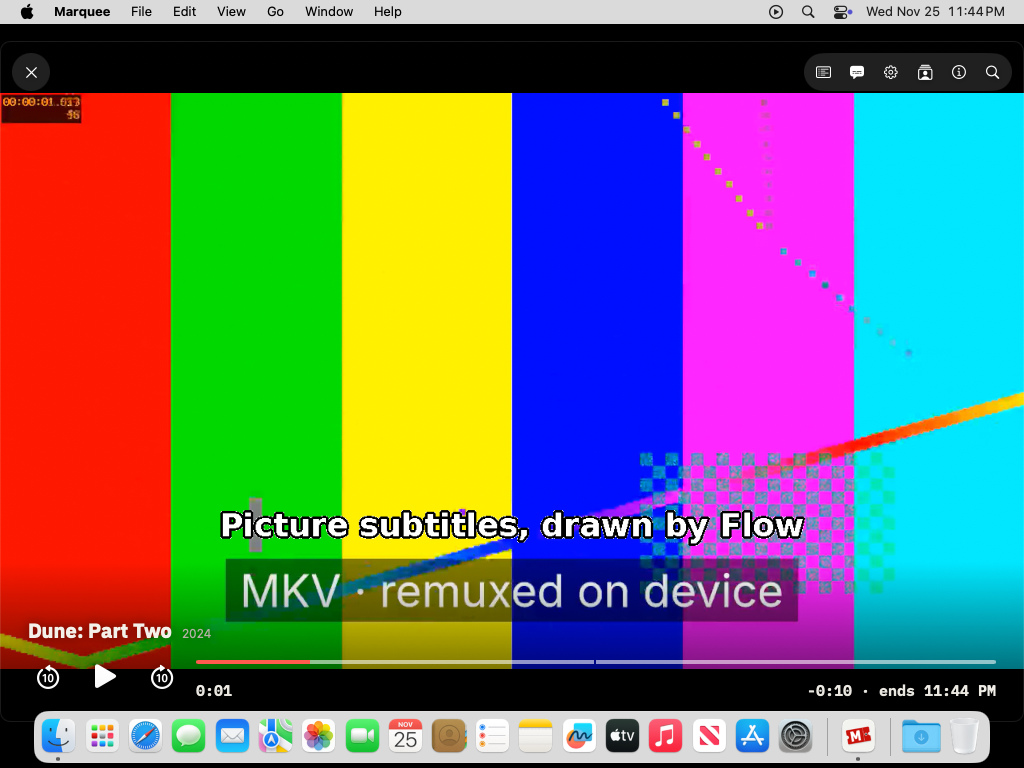 Marquee File Edit View Go Window Help
Wed Nov 25 11:44 PM
Picture subtitles, drawn by Flow
MKV · remuxed on device
Dune: Part Two 2024
10
10
0:01
-0:10 · ends 11:44 PM
NOV
25
tv